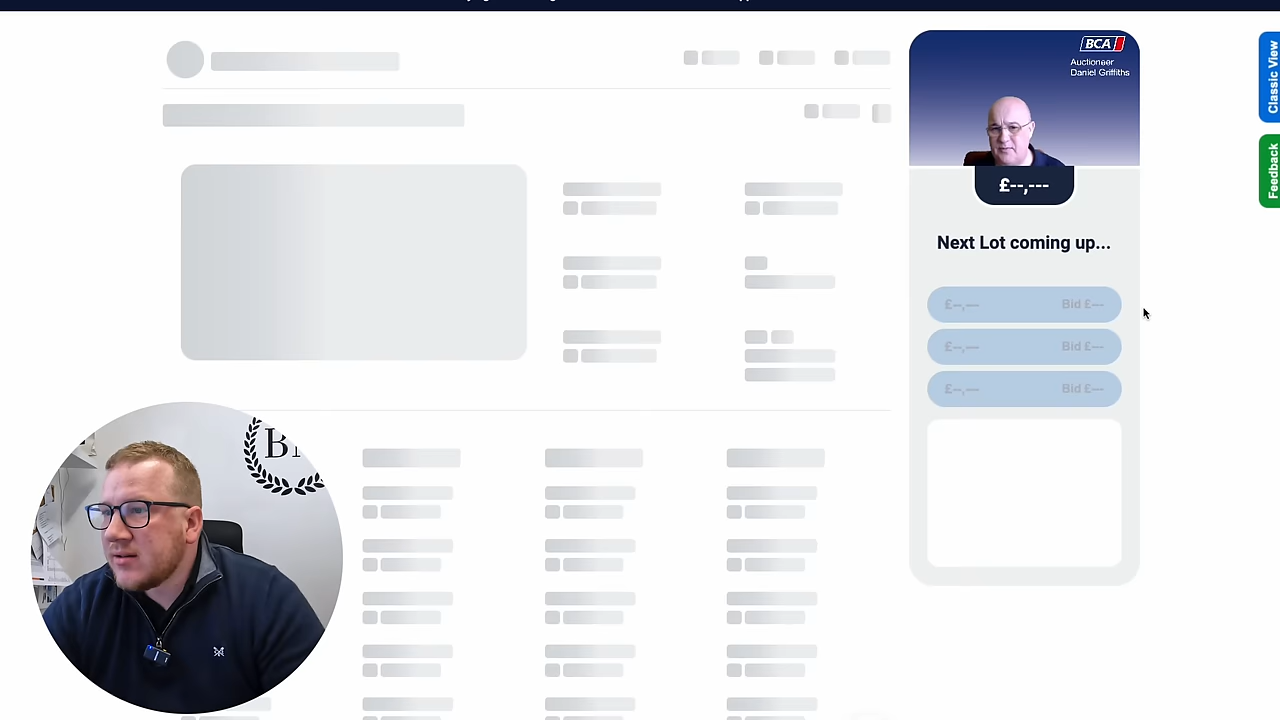 BCA
Auctioneer
Daniel Griffiths
£--,---
Next Lot coming up...
£--,--- Bid £---
£--,--- Bid £---
£--,--- Bid £---
Classic View
Feedback